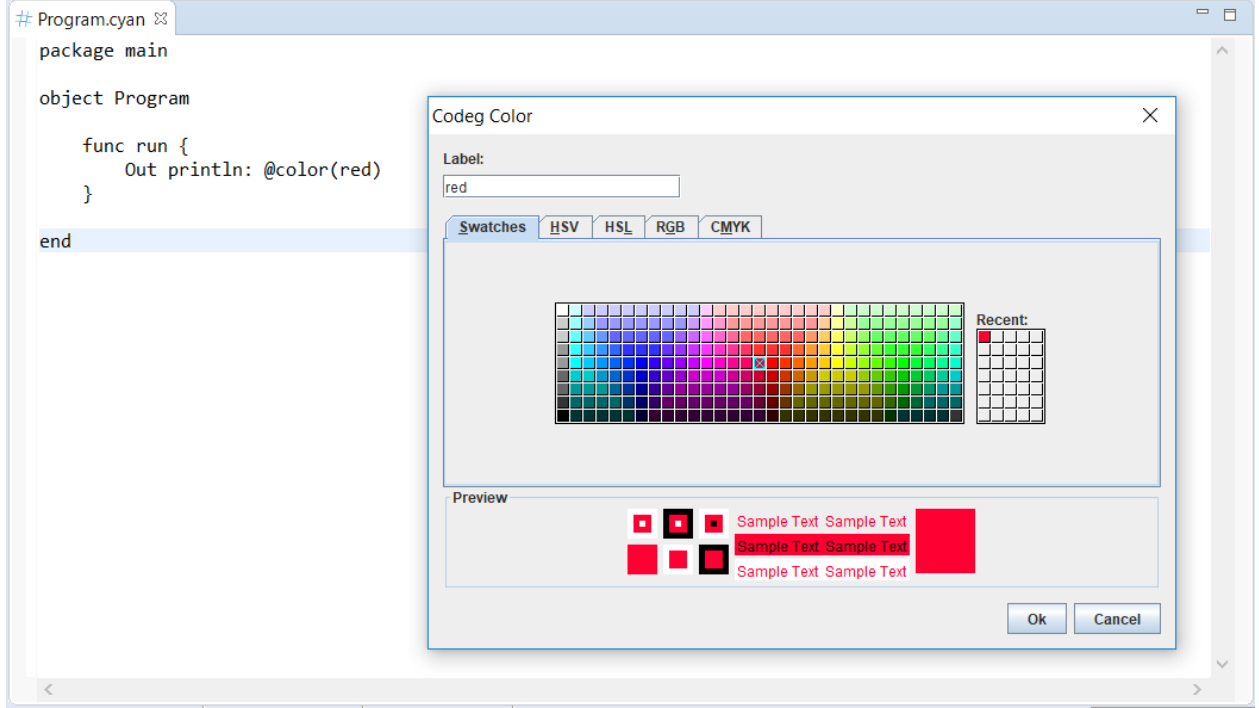 # Program.cyan
package main
object Program
func run {
Out println: @color(red)
}
end
Codeg Color
Label:
red
Swatches HSV HSL RGB CMYK
Recent:
Preview
Sample Text Sample Text
Sample Text Sample Text
Sample Text Sample Text
Ok Cancel